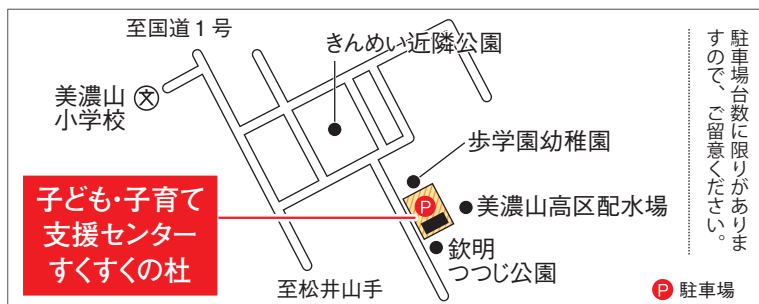 至国道1号
きんめい近隣公園
美濃山
小学校
文
歩学園幼稚園
P
美濃山高区配水場
子ども・子育て
支援センター
すくすくの杜
欽明
つつじ公園
至松井山手
P 駐車場
駐車場台数に限りがありま
すので、ご留意ください。